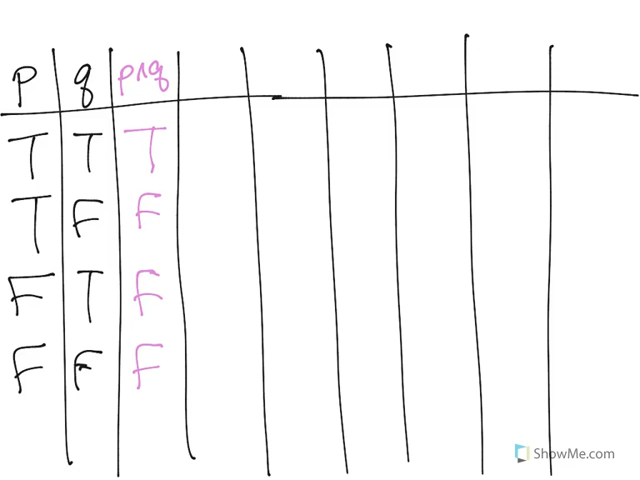 p q p∧q
T T T
T F F
F T F
F F F
ShowMe.com